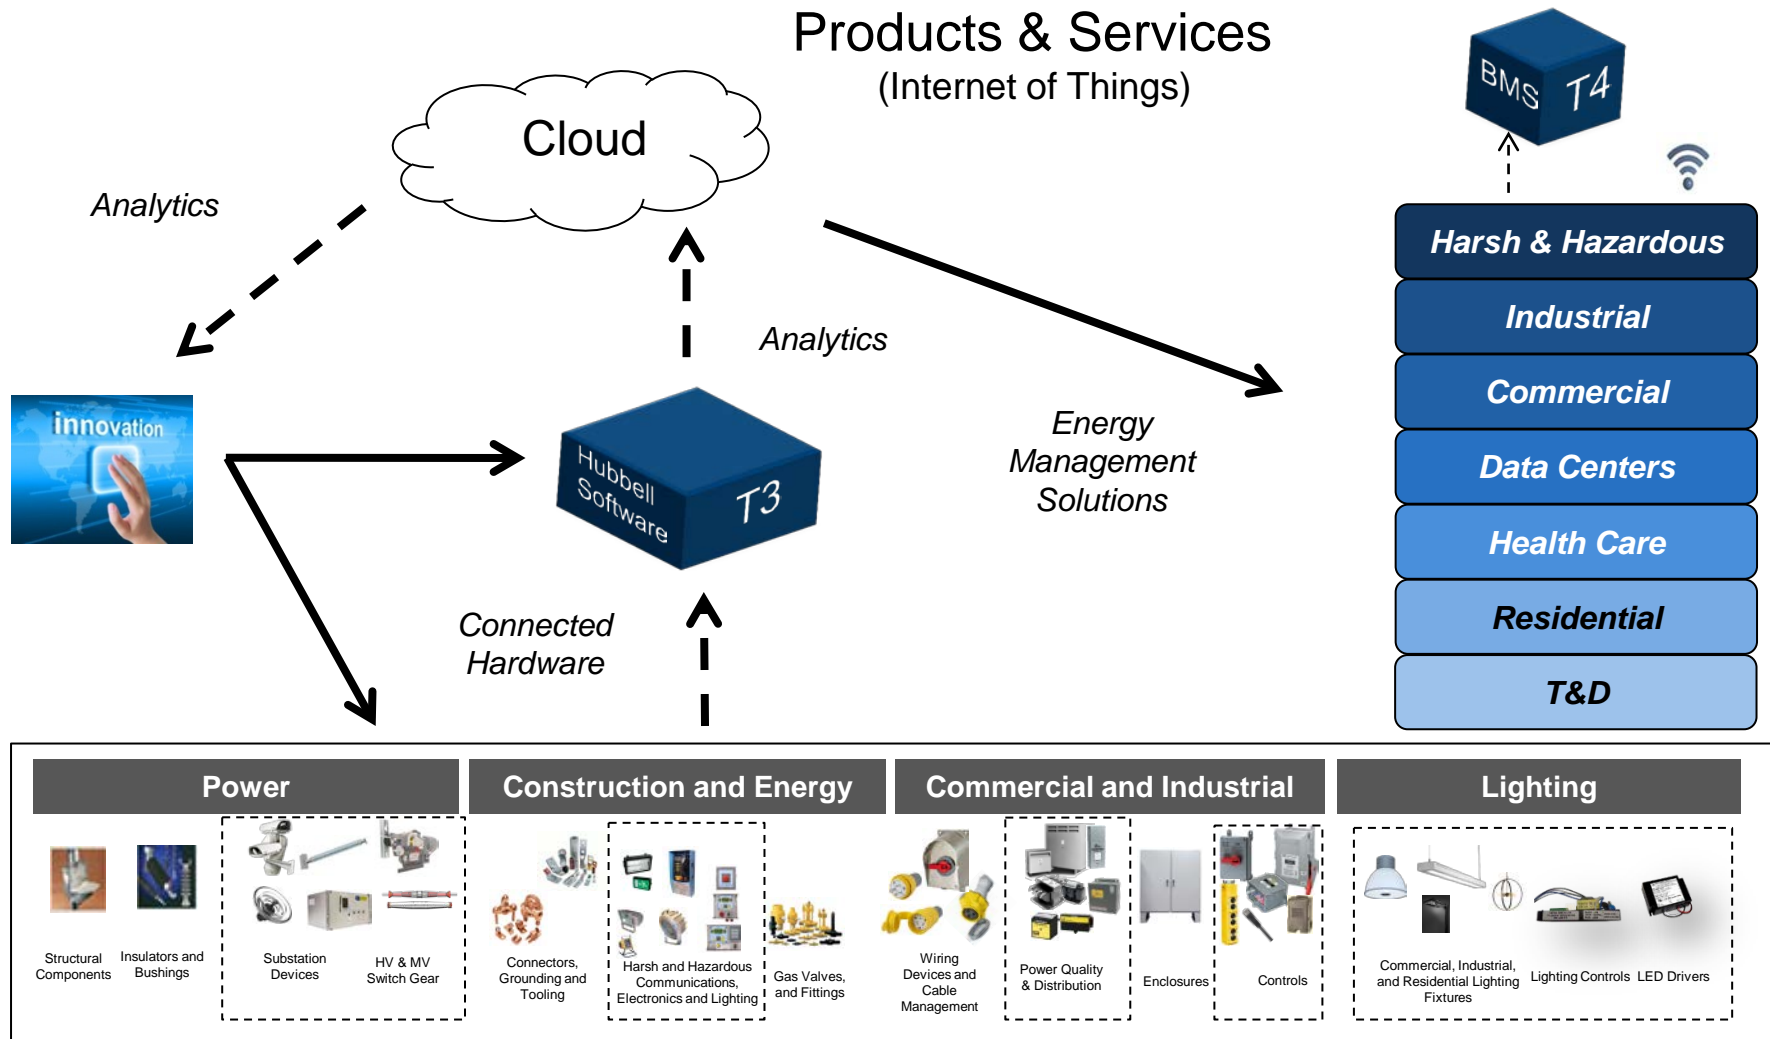 Products & Services
(Internet of Things)
BMS
T4
Cloud
Analytics
Harsh & Hazardous
Industrial
Analytics
Commercial
innovation
Energy
Management
Solutions
Hubbell
Software
T3
Data Centers
Health Care
Connected
Hardware
Residential
T&D
Power
Construction and Energy
Commercial and Industrial
Lighting
Structural
Components
Insulators and
Bushings
Substation
Devices
HV & MV
Switch Gear
Connectors,
Grounding and
Tooling
Harsh and Hazardous
Communications,
Electronics and Lighting
Gas Valves,
and Fittings
Wiring
Devices and
Cable
Management
Power Quality
& Distribution
Enclosures
Controls
Commercial, Industrial,
and Residential Lighting
Fixtures
Lighting Controls
LED Drivers